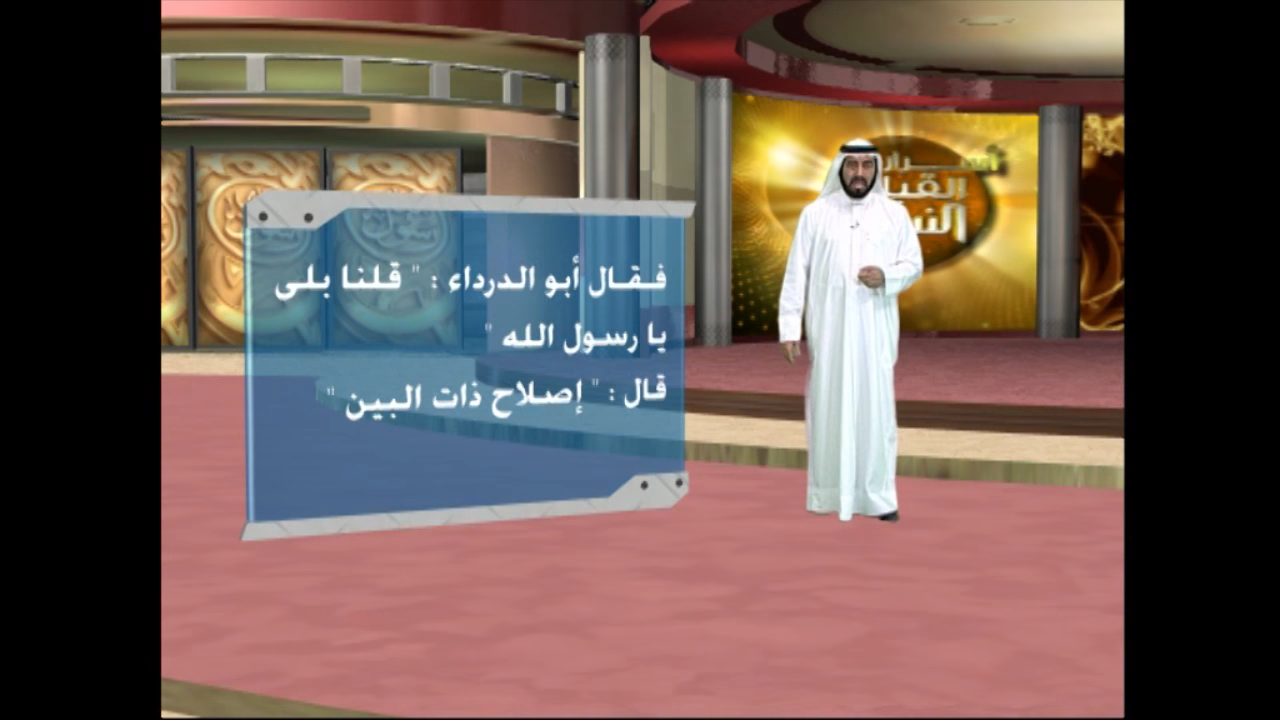 فقال أبو الدرداء : " قلنا بلى
يا رسول الله "
قال : " إصلاح ذات البين "